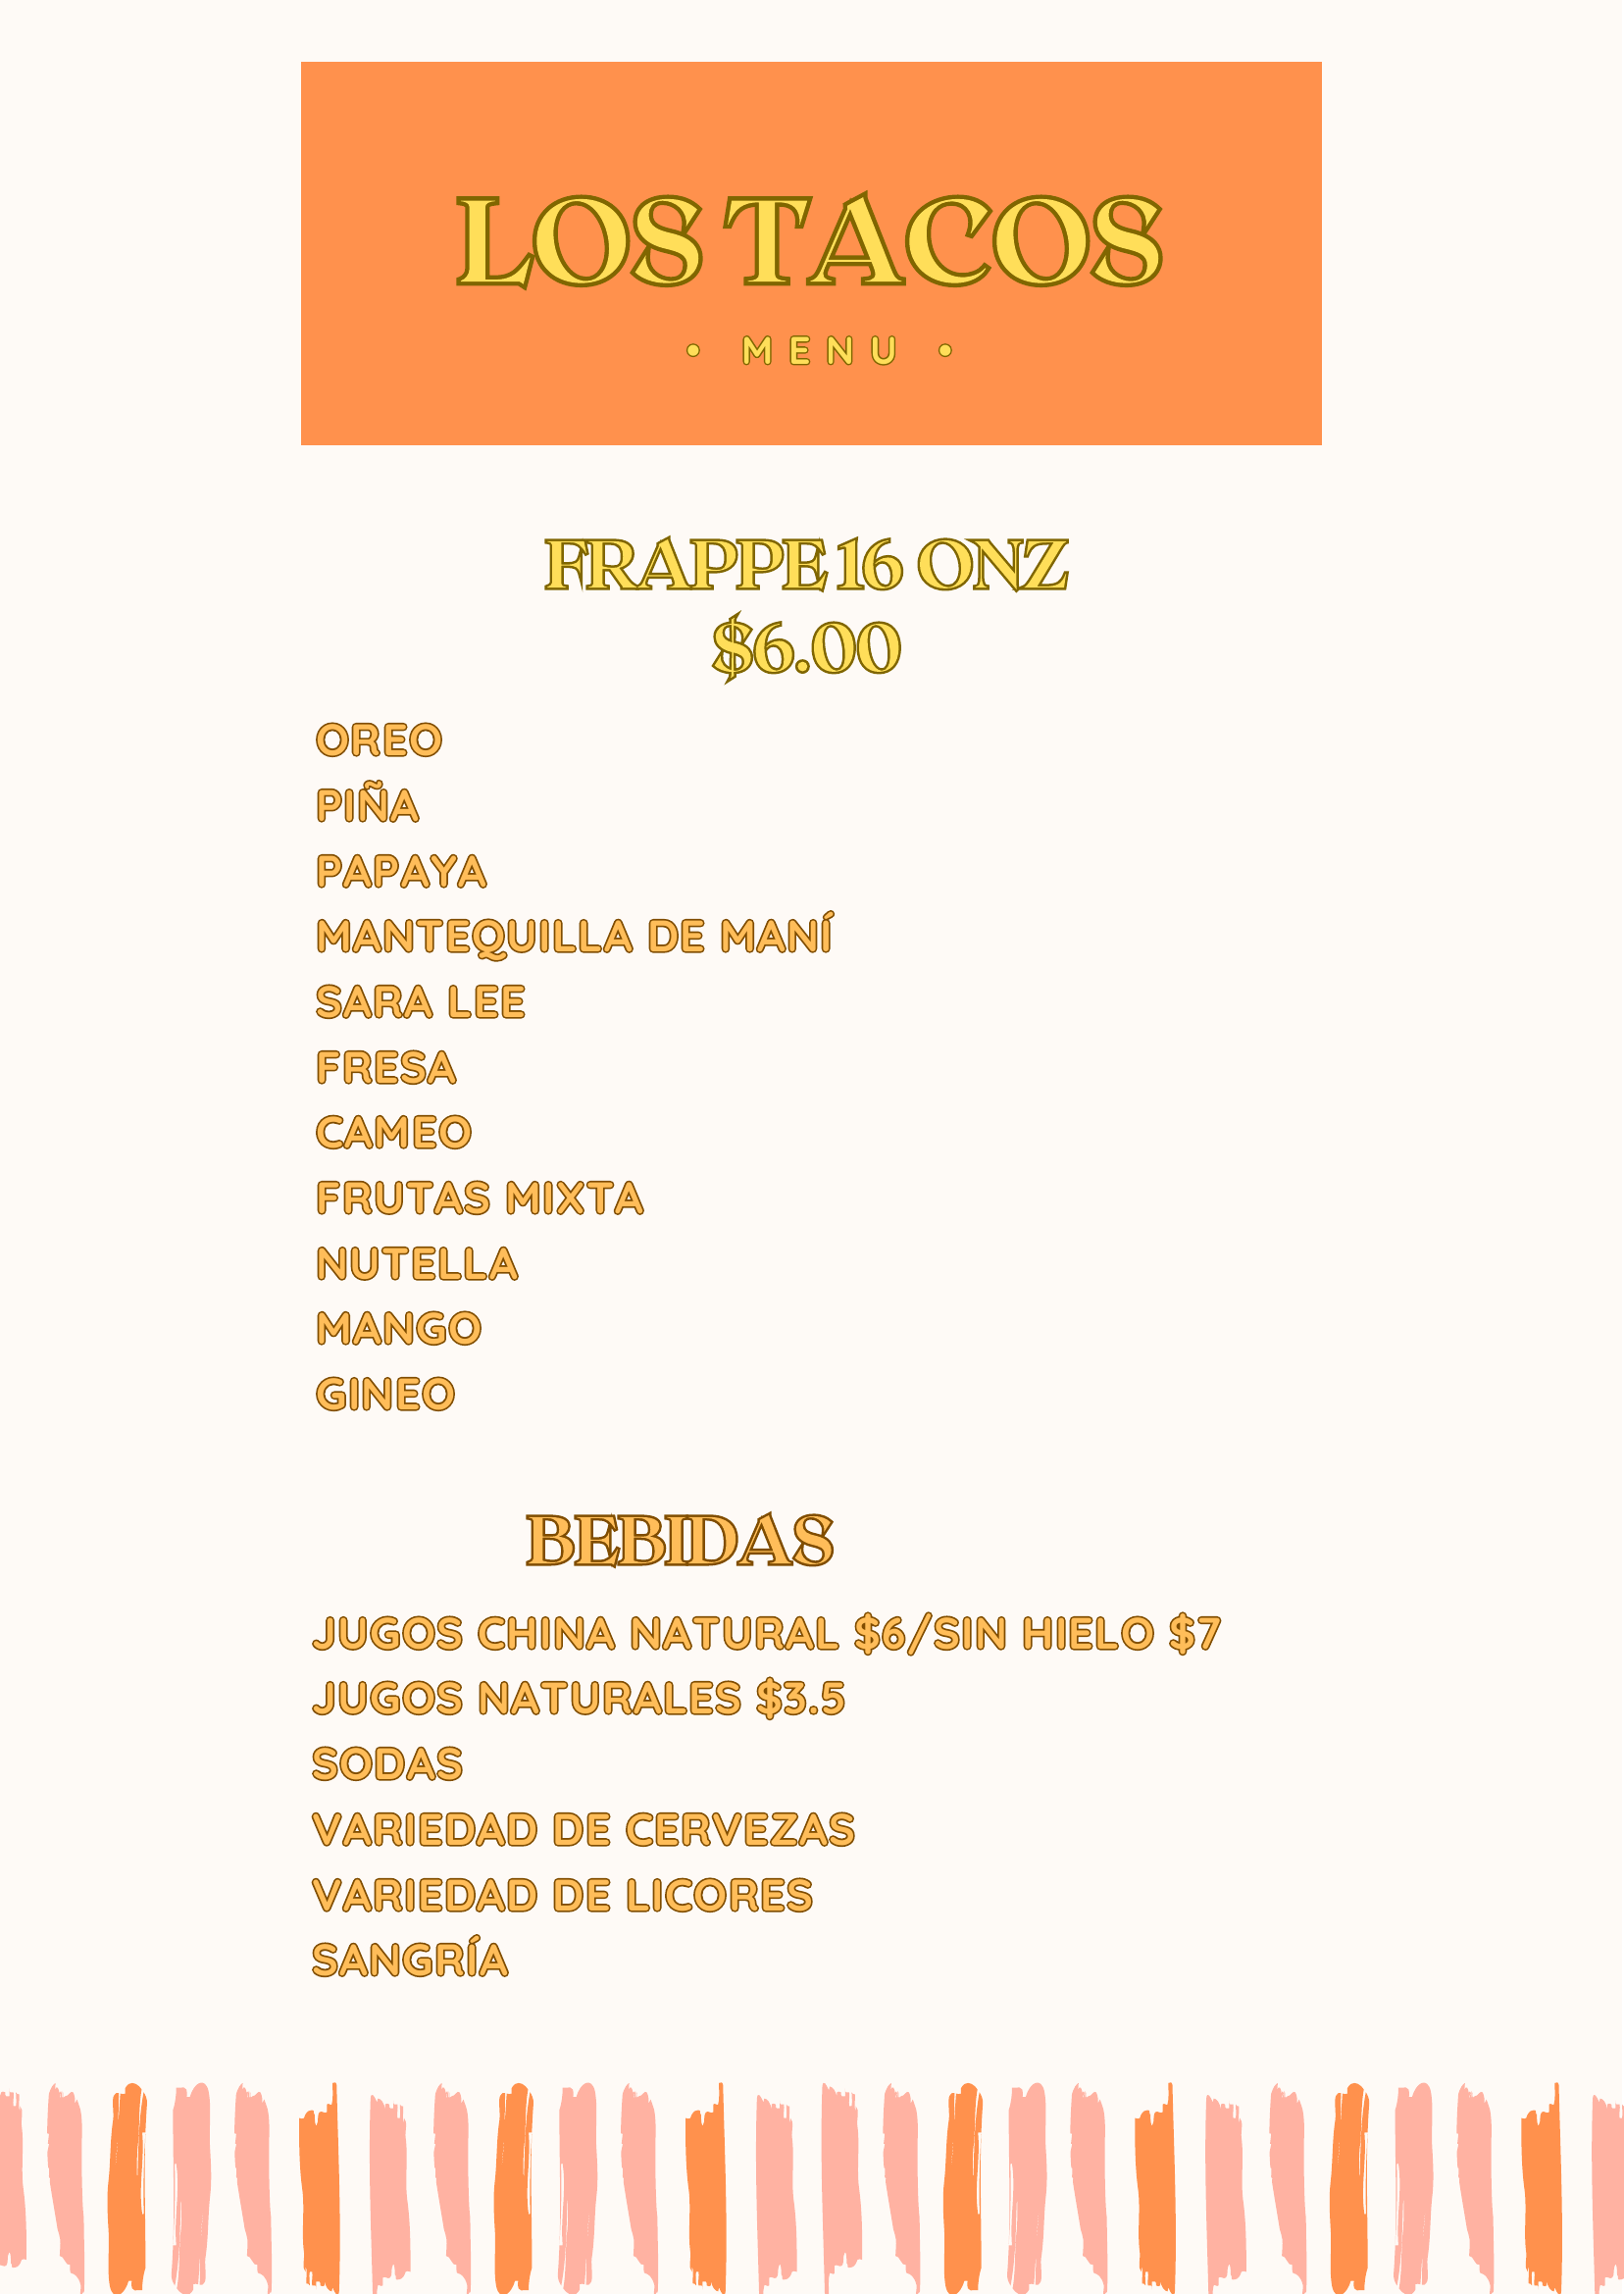 LOS TACOS
• MENU •
FRAPPE 16 ONZ
$6.00
OREO
PIÑA
PAPAYA
MANTEQUILLA DE MANÍ
SARA LEE
FRESA
CAMEO
FRUTAS MIXTA
NUTELLA
MANGO
GINEO
BEBIDAS
JUGOS CHINA NATURAL $6/SIN HIELO $7
JUGOS NATURALES $3.5
SODAS
VARIEDAD DE CERVEZAS
VARIEDAD DE LICORES
SANGRÍA